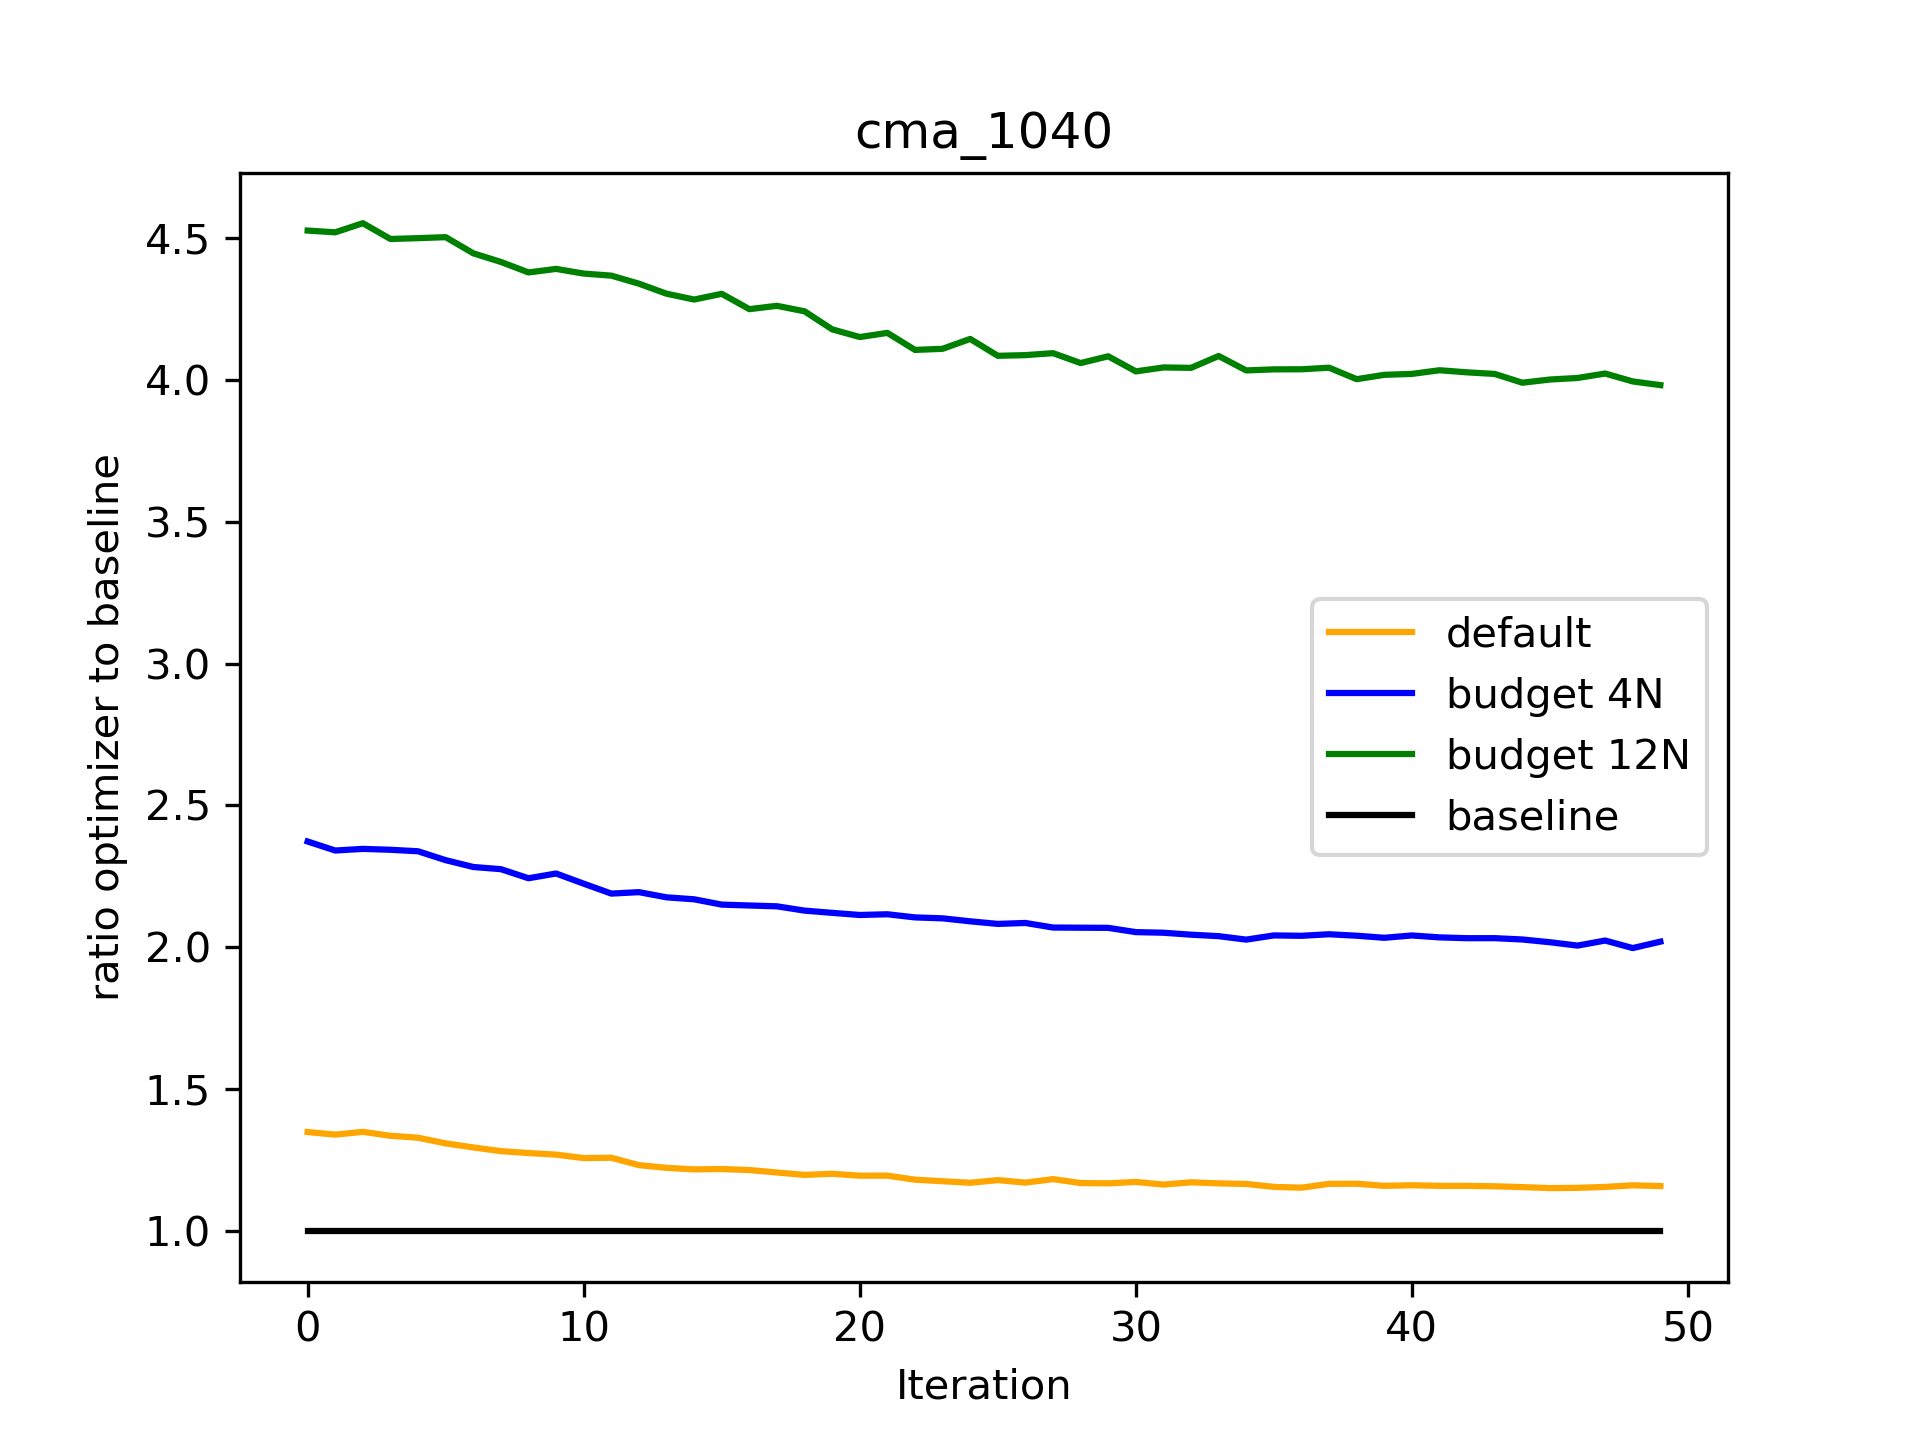 cma_1040
ratio optimizer to baseline
4.5
4.0
3.5
3.0
2.5
2.0
1.5
1.0
default
budget 4N
budget 12N
baseline
0 10 20 30 40 50
Iteration